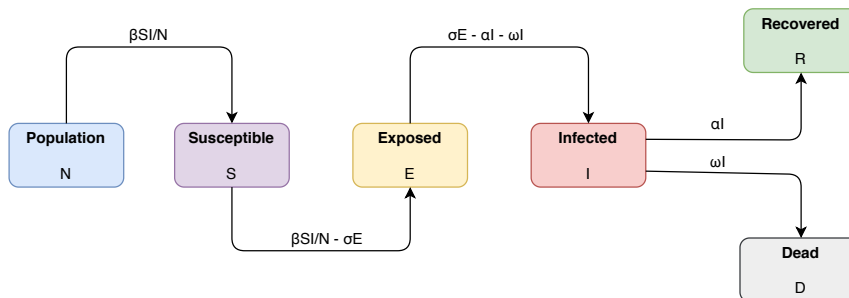 βSI/N
σE - αI - ωI
Recovered
R
Population
N
Susceptible
S
Exposed
E
Infected
I
αI
ωI
βSI/N - σE
Dead
D